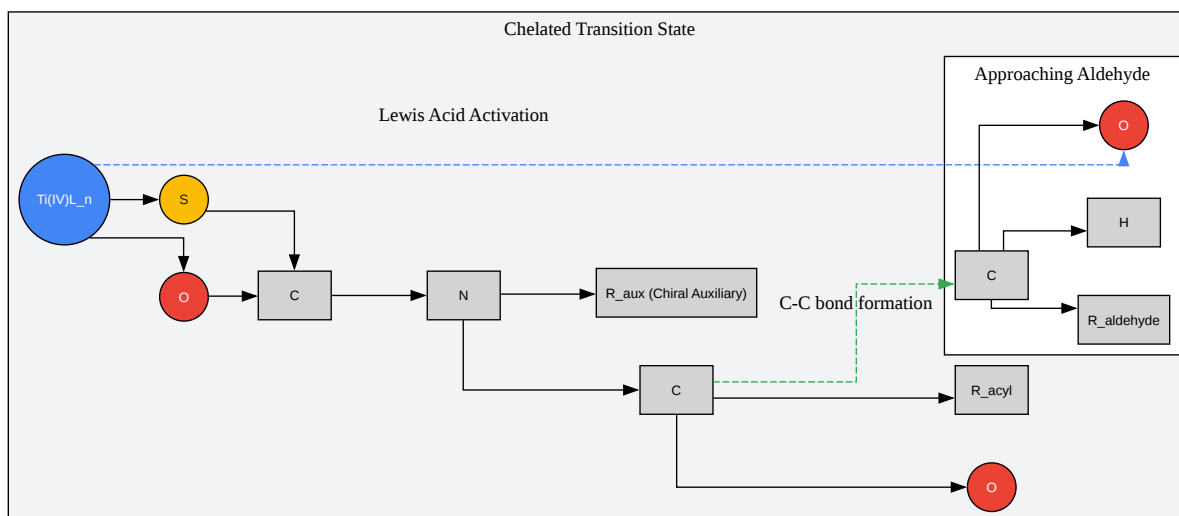 Chelated Transition State
Approaching Aldehyde
Lewis Acid Activation
O
Ti(IV)L_n
S
H
C
O
C
N
R_aux (Chiral Auxiliary)
C-C bond formation
R_aldehyde
C
R_acyl
O